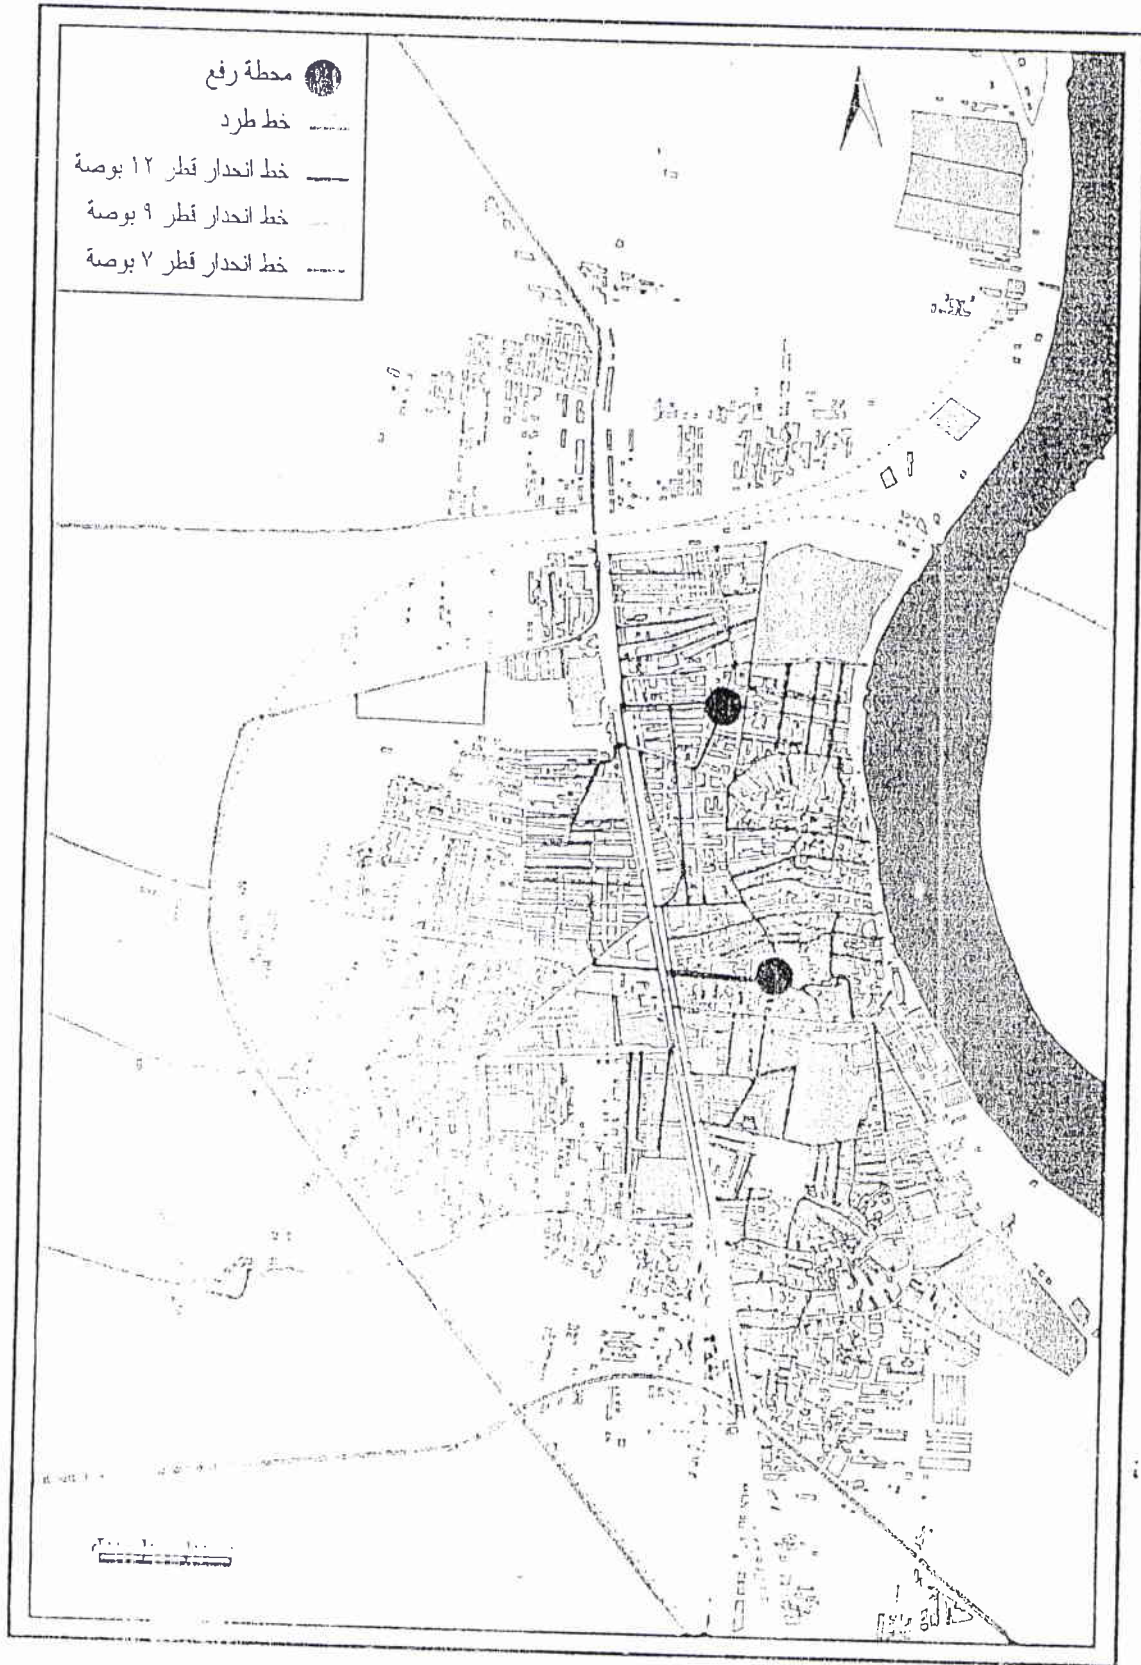 محطة رفع
خط طرد
خط انحدار قطر ١٢ بوصة
خط انحدار قطر ٩ بوصة
خط انحدار قطر ٧ بوصة